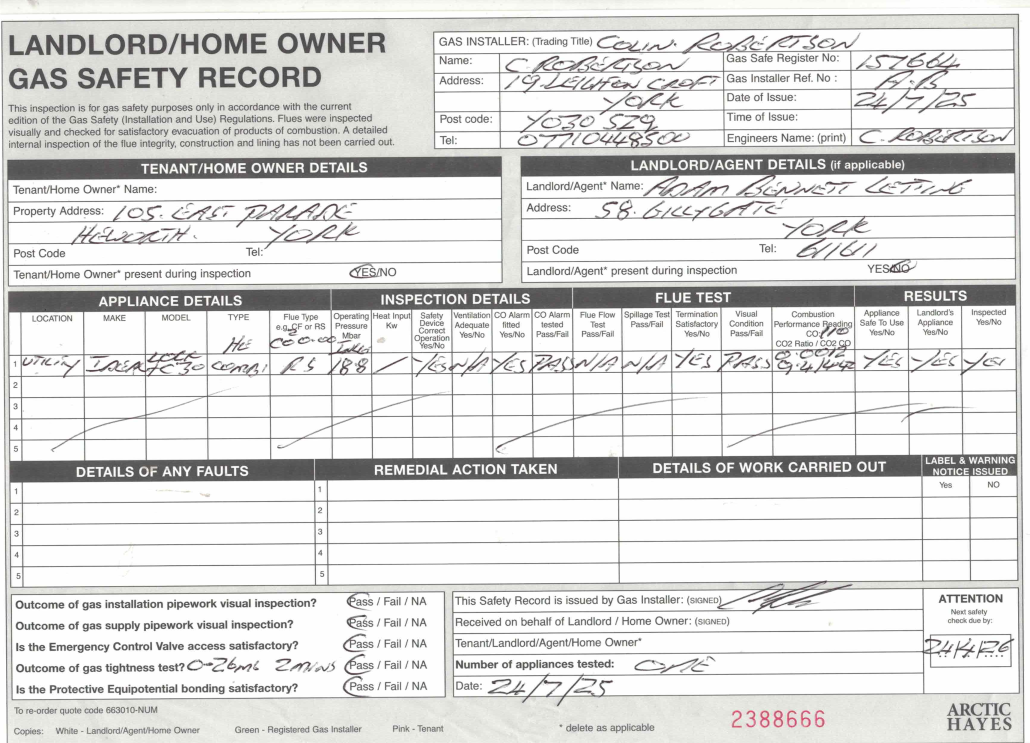 LANDLORD/HOME OWNER
GAS SAFETY RECORD
This inspection is for gas safety purposes only in accordance with the current
edition of the Gas Safety (Installation and Use) Regulations. Flues were inspected
visually and checked for satisfactory evacuation of products of combustion. A detailed
internal inspection of the flue integrity, construction and lining has not been carried out.
GAS INSTALLER: (Trading Title) COLIN. ROBERTSON
Name: C. ROBERTSON Gas Safe Register No: 157664
Address: 19 LEIGHTON CROFT Gas Installer Ref. No : A.B
YORK Date of Issue: 24/7/25
Post code: YO30 5ZQ Time of Issue:
Tel: 07710448500 Engineers Name: (print) C. ROBERTSON
TENANT/HOME OWNER DETAILS
Tenant/Home Owner* Name:
Property Address: 105. EAST PARADE
HEWORTH. YORK
Post Code Tel:
Tenant/Home Owner* present during inspection YES/NO
LANDLORD/AGENT DETAILS (if applicable)
Landlord/Agent* Name: ADAM BENNETT LETTING
Address: 58. GILLYGATE
YORK
Post Code Tel: 611611
Landlord/Agent* present during inspection YES/NO
APPLIANCE DETAILS INSPECTION DETAILS FLUE TEST RESULTS
LOCATION MAKE MODEL TYPE Flue Type e.g. CF or RS Operating Pressure Mbar Heat Input Kw Safety Device Correct Operation Yes/No Ventilation Adequate Yes/No CO Alarm fitted Yes/No CO Alarm tested Pass/Fail Flue Flow Test Pass/Fail Spillage Test Pass/Fail Termination Satisfactory Yes/No Visual Condition Pass/Fail Combustion Performance Reading CO: CO2 Ratio / CO2 CO Appliance Safe To Use Yes/No Landlord's Appliance Yes/No Inspected Yes/No
HE
1 UTILITY IDEAL C30 COMBI RS 18.8 / YES N/A YES PASS N/A N/A YES PASS 0.0012 YES YES YES
2
3
4
5
DETAILS OF ANY FAULTS REMEDIAL ACTION TAKEN DETAILS OF WORK CARRIED OUT LABEL & WARNING NOTICE ISSUED
Yes NO
1 1
2 2
3 3
4 4
5 5
Outcome of gas installation pipework visual inspection? Pass / Fail / NA
Outcome of gas supply pipework visual inspection? Pass / Fail / NA
Is the Emergency Control Valve access satisfactory? Pass / Fail / NA
Outcome of gas tightness test? 0-26mb 2mins Pass / Fail / NA
Is the Protective Equipotential bonding satisfactory? Pass / Fail / NA
This Safety Record is issued by Gas Installer: (SIGNED)
Received on behalf of Landlord / Home Owner: (SIGNED)
Tenant/Landlord/Agent/Home Owner*
Number of appliances tested: ONE
Date: 24/7/25
ATTENTION
Next safety
check due by:
24/4/26
To re-order quote code 663010-NUM
Copies: White - Landlord/Agent/Home Owner Green - Registered Gas Installer Pink - Tenant
* delete as applicable
2388666
ARCTIC
HAYES